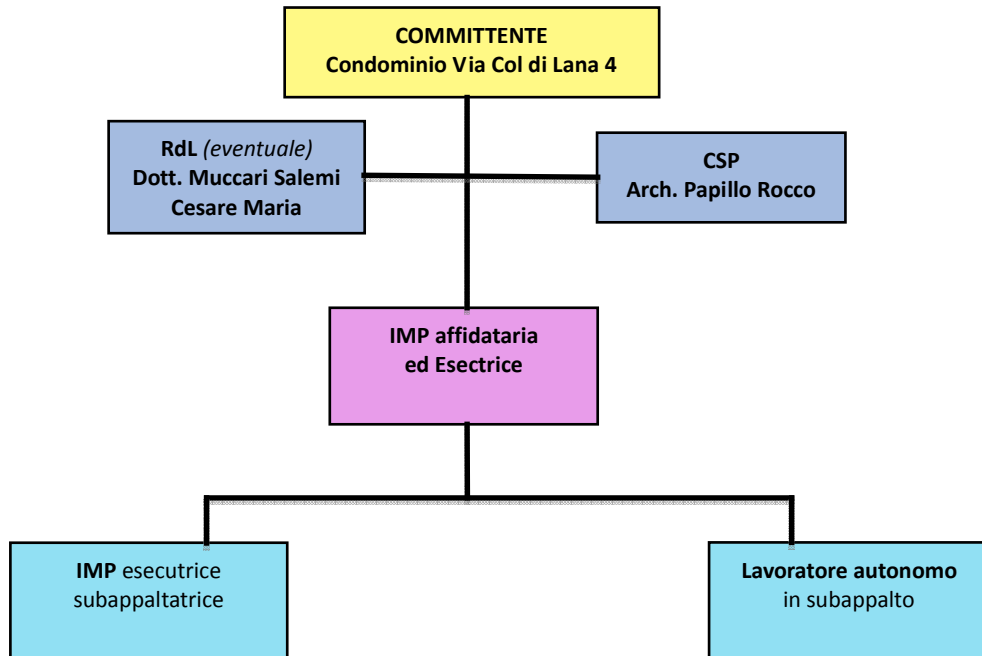 COMMITTENTE
Condominio Via Col di Lana 4
RdL (eventuale)
Dott. Muccari Salemi
Cesare Maria
CSP
Arch. Papillo Rocco
IMP affidataria
ed Esectrice
IMP esecutrice
subappaltatrice
Lavoratore autonomo
in subappalto